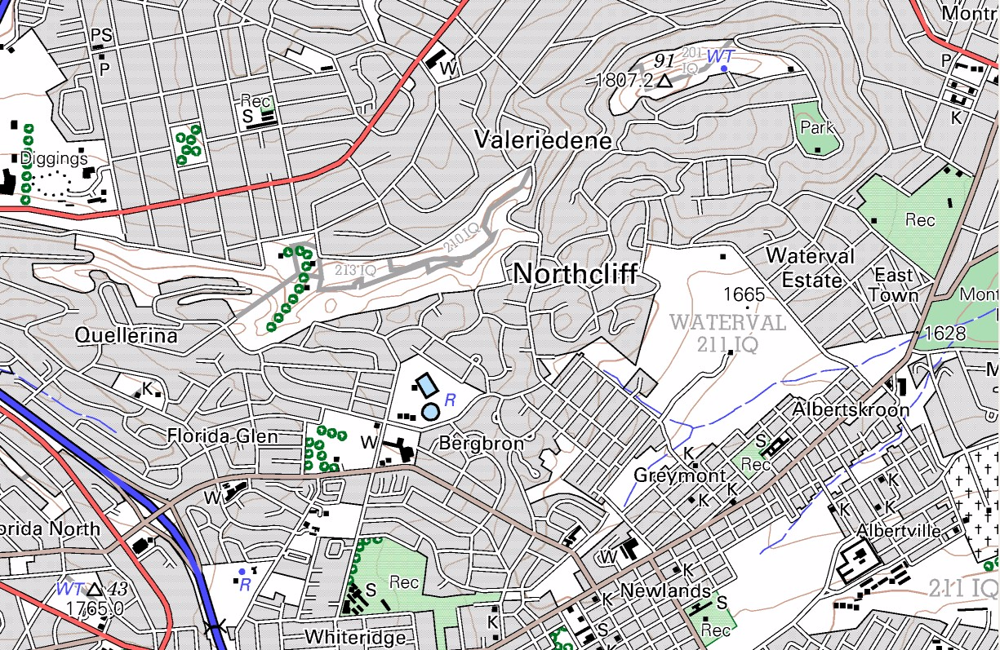 Montr
PS
P
W
91
201
IQ
WT
1807.2
P
K
Rec
S
Park
Valeriedene
Diggings
Rec
210 IQ
213 IQ
Northcliff
Waterval
Estate
East
Town
1665
Mont
WATERVAL
211 IQ
Quellerina
1628
M
K
R
Albertskroon
Florida Glen
W
Bergbron
S
K
Rec
Greymont
K
K
K
W
K
K
orida North
Albertville
W
R
K
WT
43
1765.0
S
Rec
Newlands
K
S
211 IQ
K
Whiteridge
S
Rec